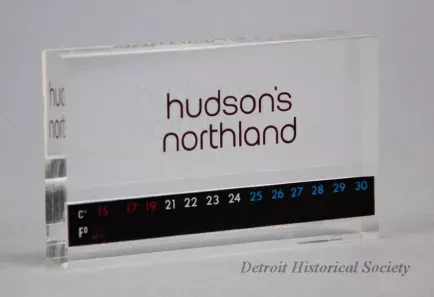 hudson's
northland
C° 15 17 19 21 22 23 24 25 26 27 28 29 30
F°
Detroit Historical Society